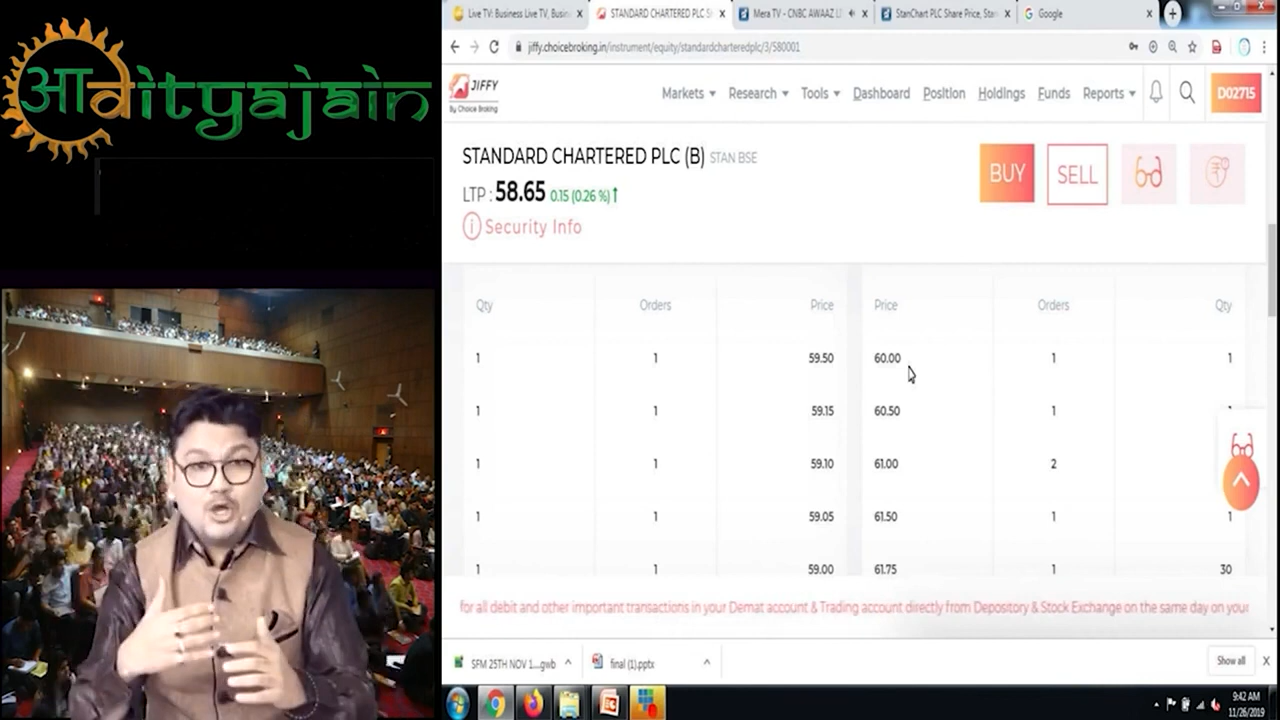 आdityajain
Live TV: Business Live TV, Busin
STANDARD CHARTERED PLC S
Mera TV - CNBC AWAAZ L
StanChart PLC Share Price, Stan
Google
jiffy.choicebroking.in/instrument/equity/standardcharteredplc/3/580001
JIFFY
By Choice Broking
Markets
Research
Tools
Dashboard
Position
Holdings
Funds
Reports
D02715
STANDARD CHARTERED PLC (B) STAN BSE
LTP : 58.65 0.15 (0.26 %)↑
BUY
SELL
Security Info
Qty Orders Price Price Orders Qty
1 1 59.50 60.00 1 1
1 1 59.15 60.50 1
1 1 59.10 61.00 2
1 1 59.05 61.50 1 1
1 1 59.00 61.75 1 30
for all debit and other important transactions in your Demat account & Trading account directly from Depository & Stock Exchange on the same day on your
SFM 25TH NOV 1....gwb
final (1).pptx
Show all
9:42 AM
11/26/2019